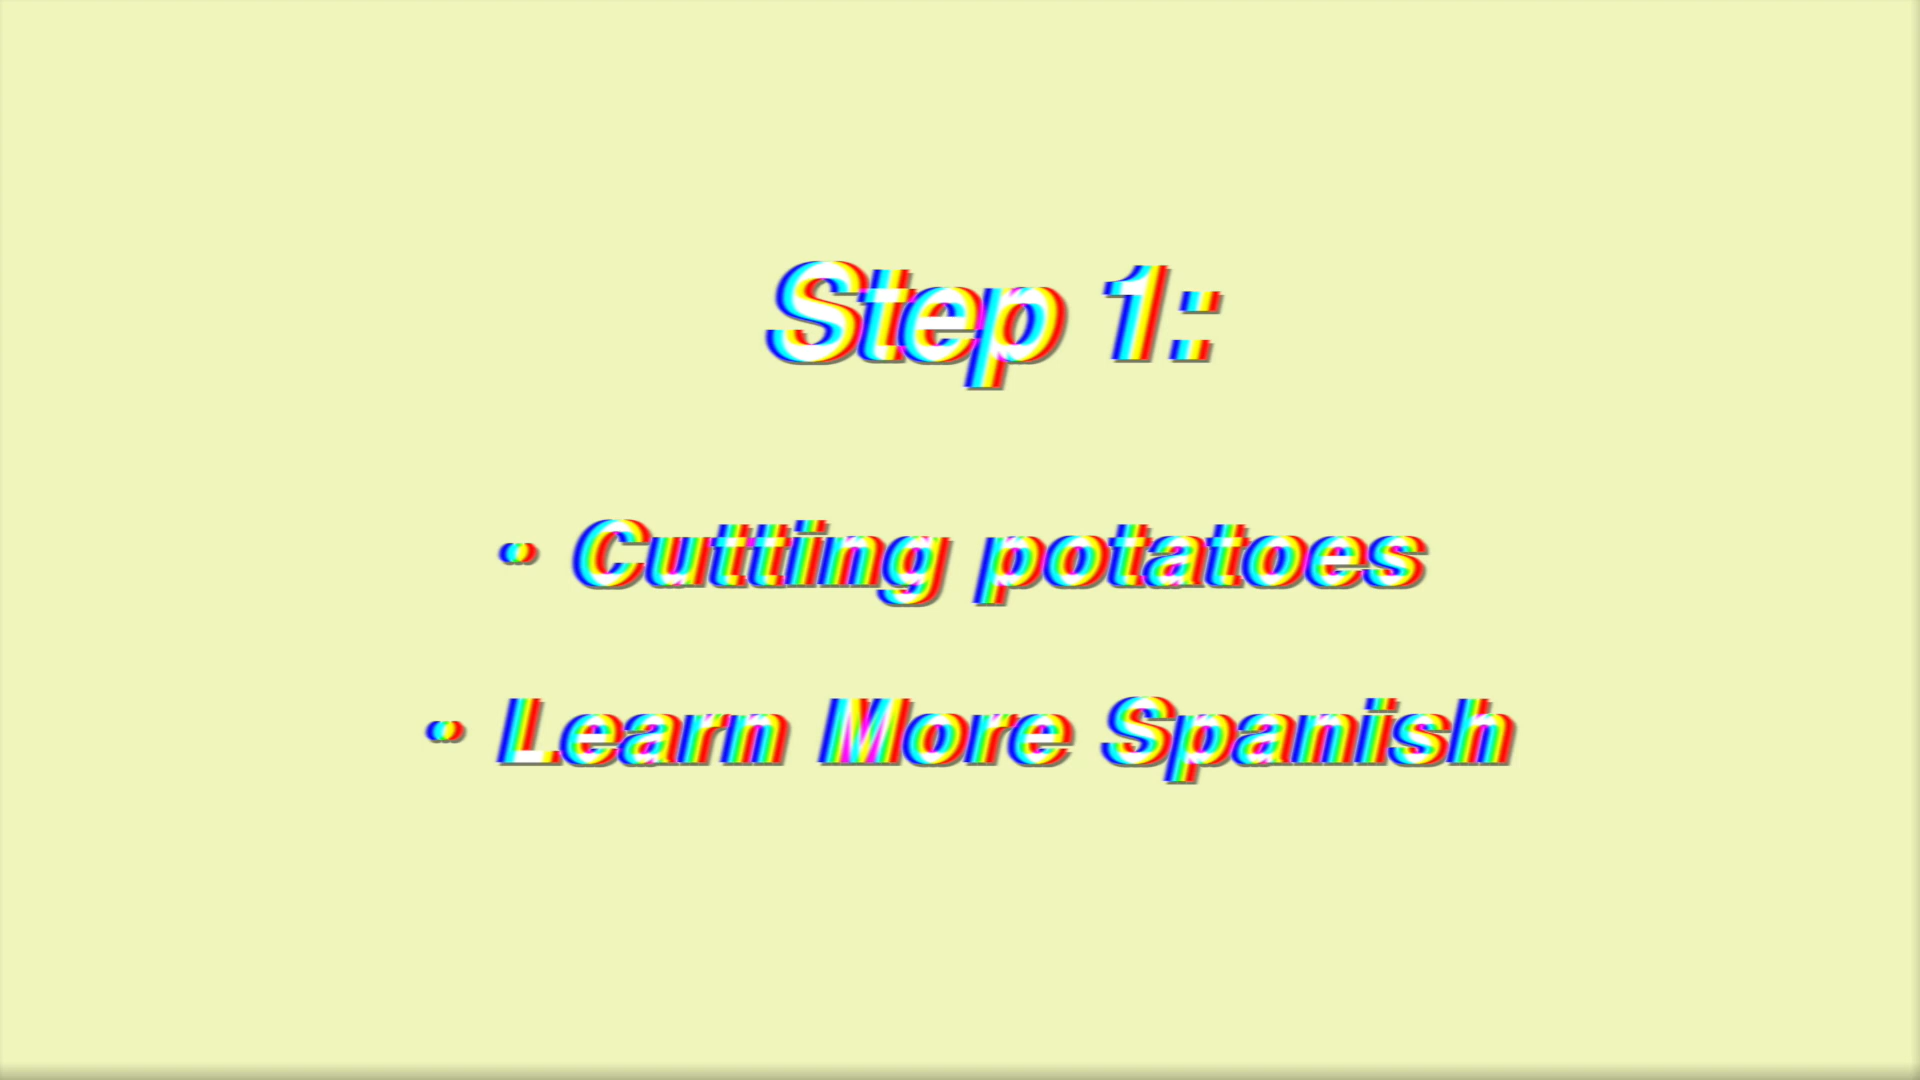 Step 1:
• Cutting potatoes
• Learn More Spanish